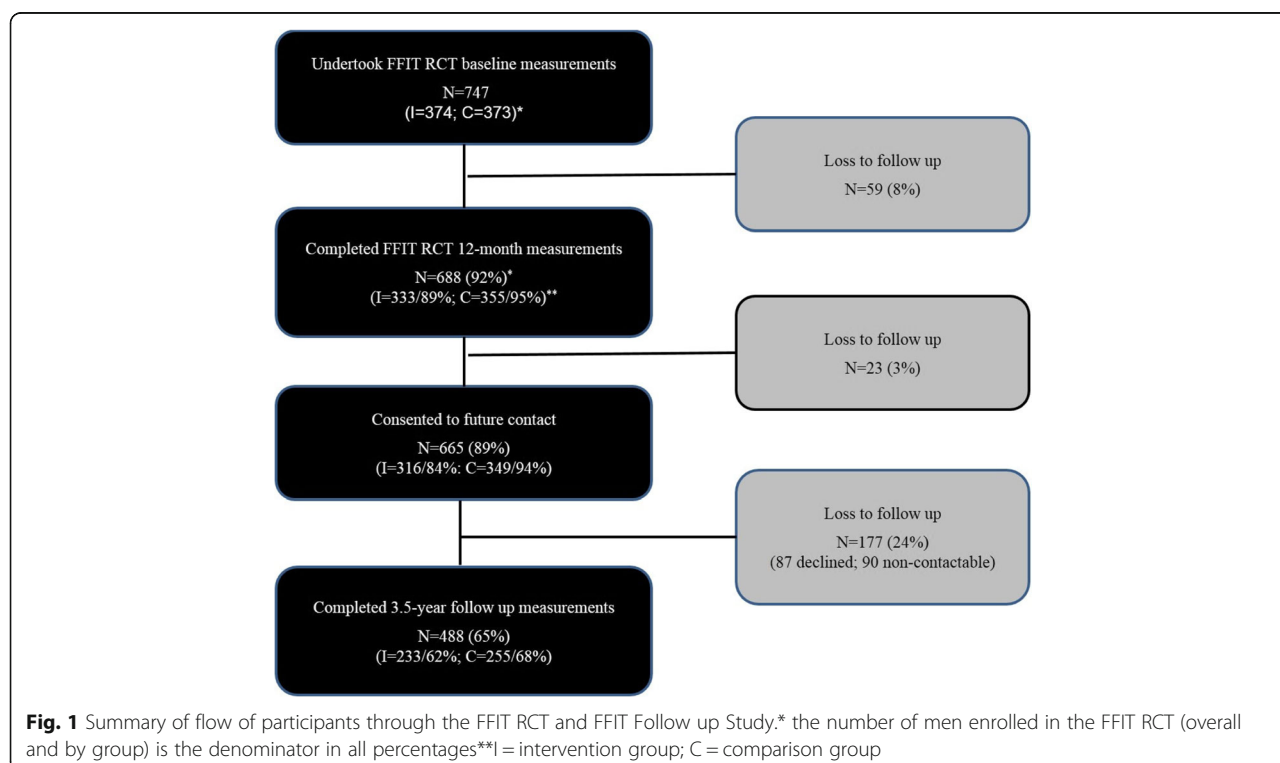 Undertook FFIT RCT baseline measurements
N=747
(I=374; C=373)*
Loss to follow up
N=59 (8%)
Completed FFIT RCT 12-month measurements
N=688 (92%)*
(I=333/89%; C=355/95%)**
Loss to follow up
N=23 (3%)
Consented to future contact
N=665 (89%)
(I=316/84%: C=349/94%)
Loss to follow up
N=177 (24%)
(87 declined; 90 non-contactable)
Completed 3.5-year follow up measurements
N=488 (65%)
(I=233/62%; C=255/68%)
Fig. 1 Summary of flow of participants through the FFIT RCT and FFIT Follow up Study.* the number of men enrolled in the FFIT RCT (overall
and by group) is the denominator in all percentages**I = intervention group; C = comparison group